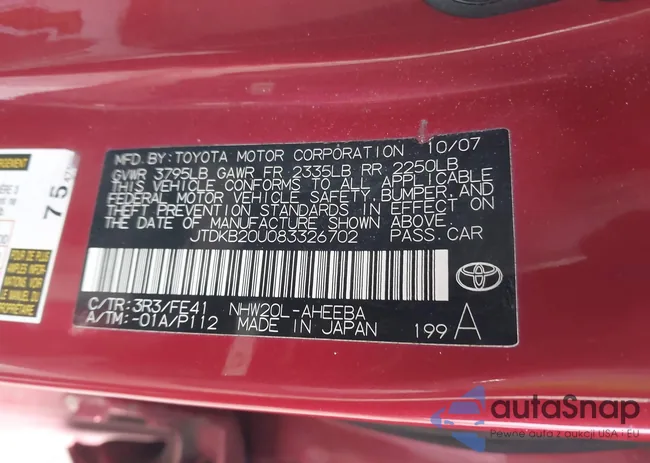 MFD. BY: TOYOTA MOTOR CORPORATION 10/07
GVWR 3795LB GAWR FR 2335LB RR 2250LB
THIS VEHICLE CONFORMS TO ALL APPLICABLE
FEDERAL MOTOR VEHICLE SAFETY, BUMPER, AND
THEFT PREVENTION STANDARDS IN EFFECT ON
THE DATE OF MANUFACTURE SHOWN ABOVE.
JTDKB20U083326702 PASS. CAR
C/TR: 3R3/FE41 NHW20L-AHEEBA
A/TM: -01A/P112 MADE IN JAPAN 199 A
75
autaSnap
Pewne auta z aukcji USA i EU